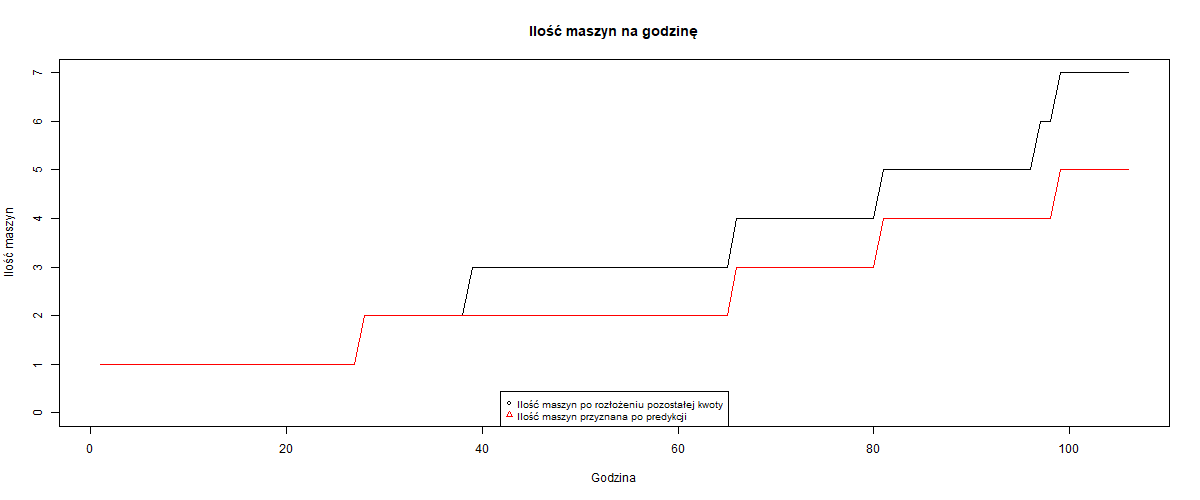 Ilość maszyn na godzinę
Ilość maszyn
7
6
5
4
3
2
1
0
Ilość maszyn po rozłożeniu pozostałej kwoty
Ilość maszyn przyznana po predykcji
0 20 40 60 80 100
Godzina